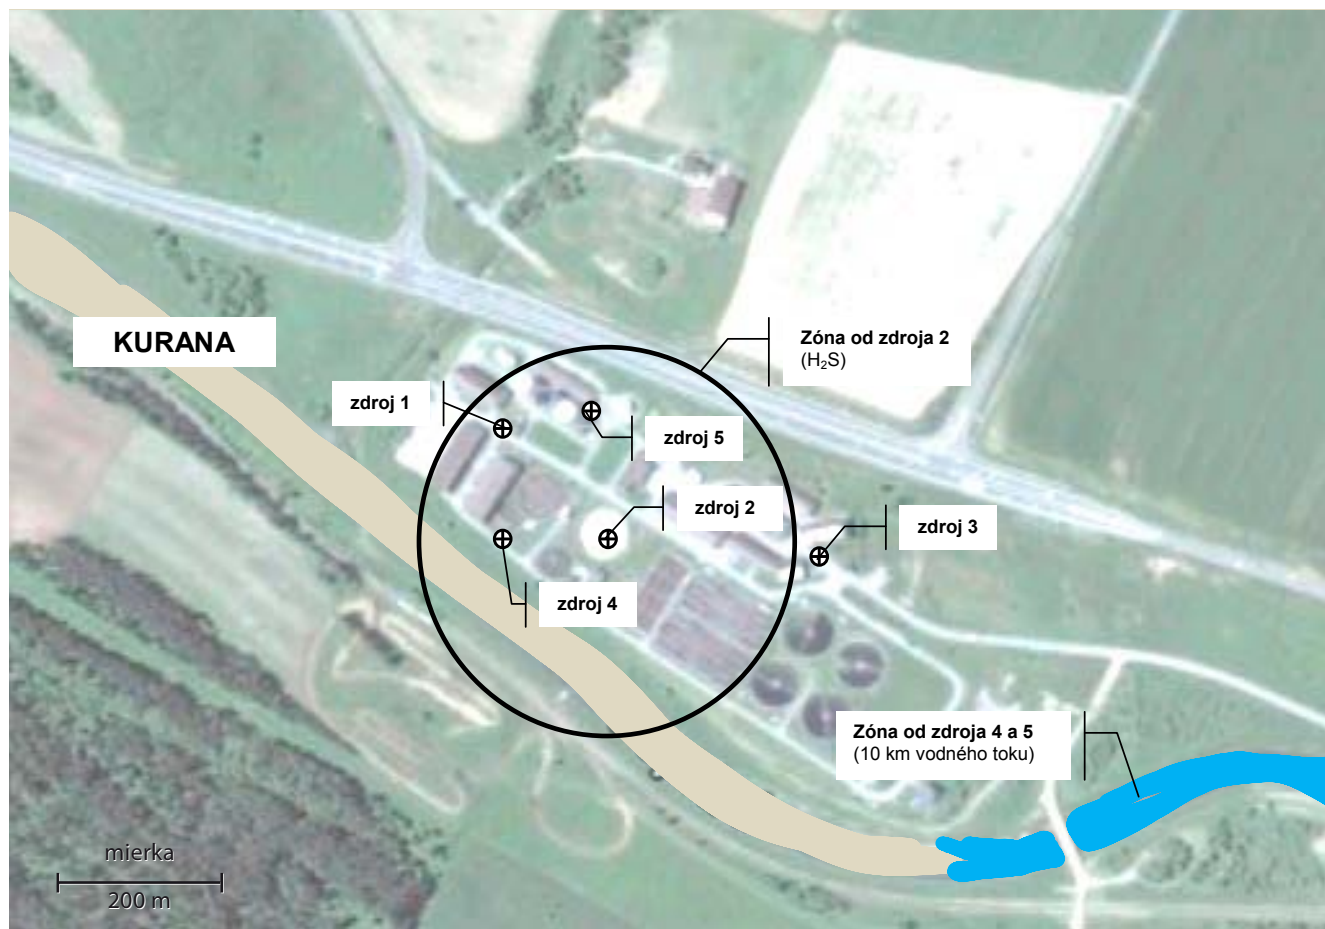 KURANA
Zóna od zdroja 2
(H₂S)
zdroj 1
zdroj 5
zdroj 2
zdroj 3
zdroj 4
Zóna od zdroja 4 a 5
(10 km vodného toku)
mierka
200 m